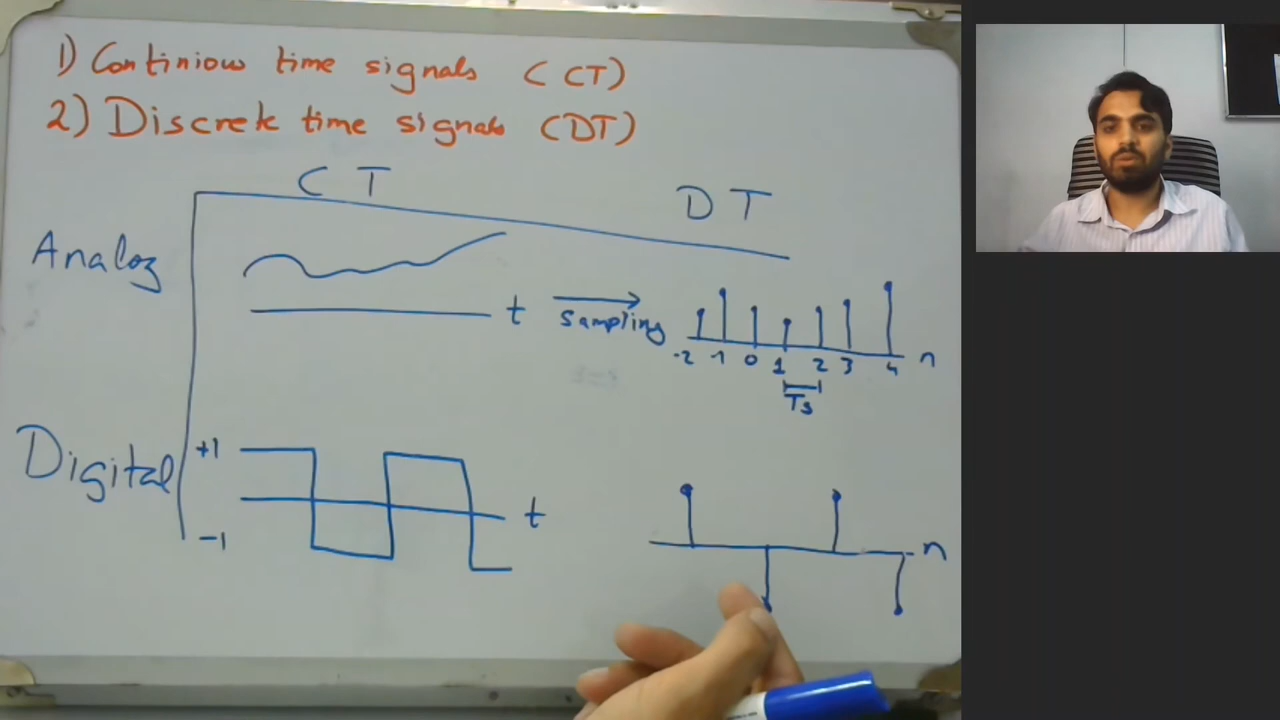 1) Continiow time signals ( CT)
2) Discrek time signals (DT)
CT
DT
Analog
t
Sampling
-2 -1 0 1 2 3 4 n
Ts
Digital
+1
-1
t
n